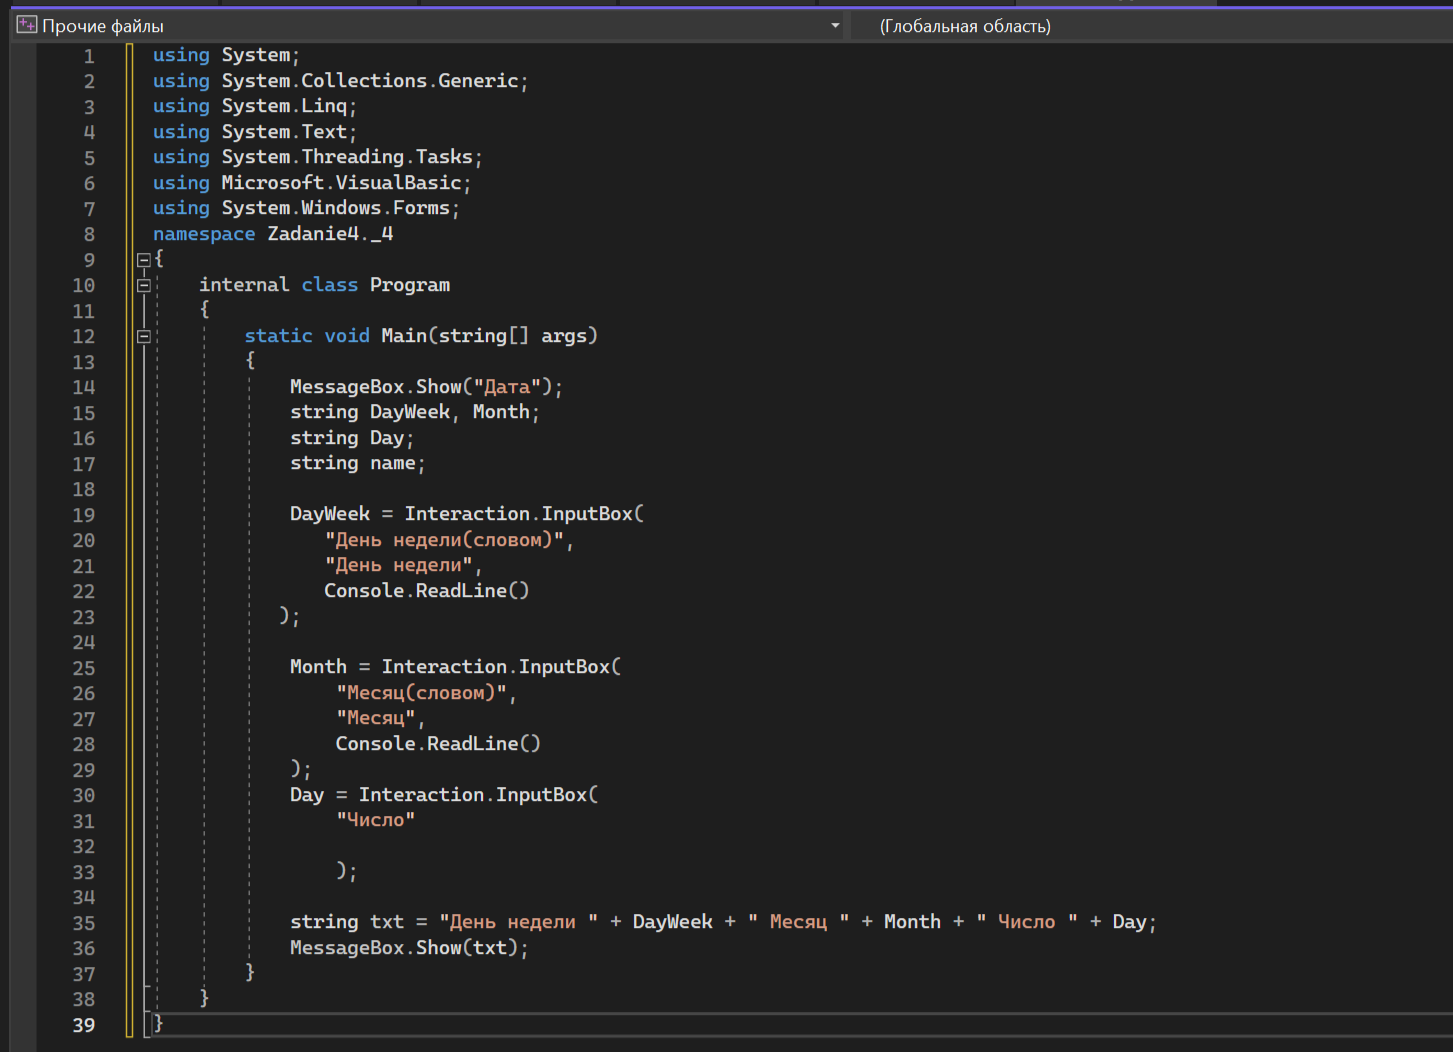 Прочие файлы
(Глобальная область)
1 using System;
2 using System.Collections.Generic;
3 using System.Linq;
4 using System.Text;
5 using System.Threading.Tasks;
6 using Microsoft.VisualBasic;
7 using System.Windows.Forms;
8 namespace Zadanie4._4
9 {
10 internal class Program
11 {
12 static void Main(string[] args)
13 {
14 MessageBox.Show("Дата");
15 string DayWeek, Month;
16 string Day;
17 string name;
18
19 DayWeek = Interaction.InputBox(
20 "День недели(словом)",
21 "День недели",
22 Console.ReadLine()
23 );
24
25 Month = Interaction.InputBox(
26 "Месяц(словом)",
27 "Месяц",
28 Console.ReadLine()
29 );
30 Day = Interaction.InputBox(
31 "Число"
32
33 );
34
35 string txt = "День недели " + DayWeek + " Месяц " + Month + " Число " + Day;
36 MessageBox.Show(txt);
37 }
38 }
39 }